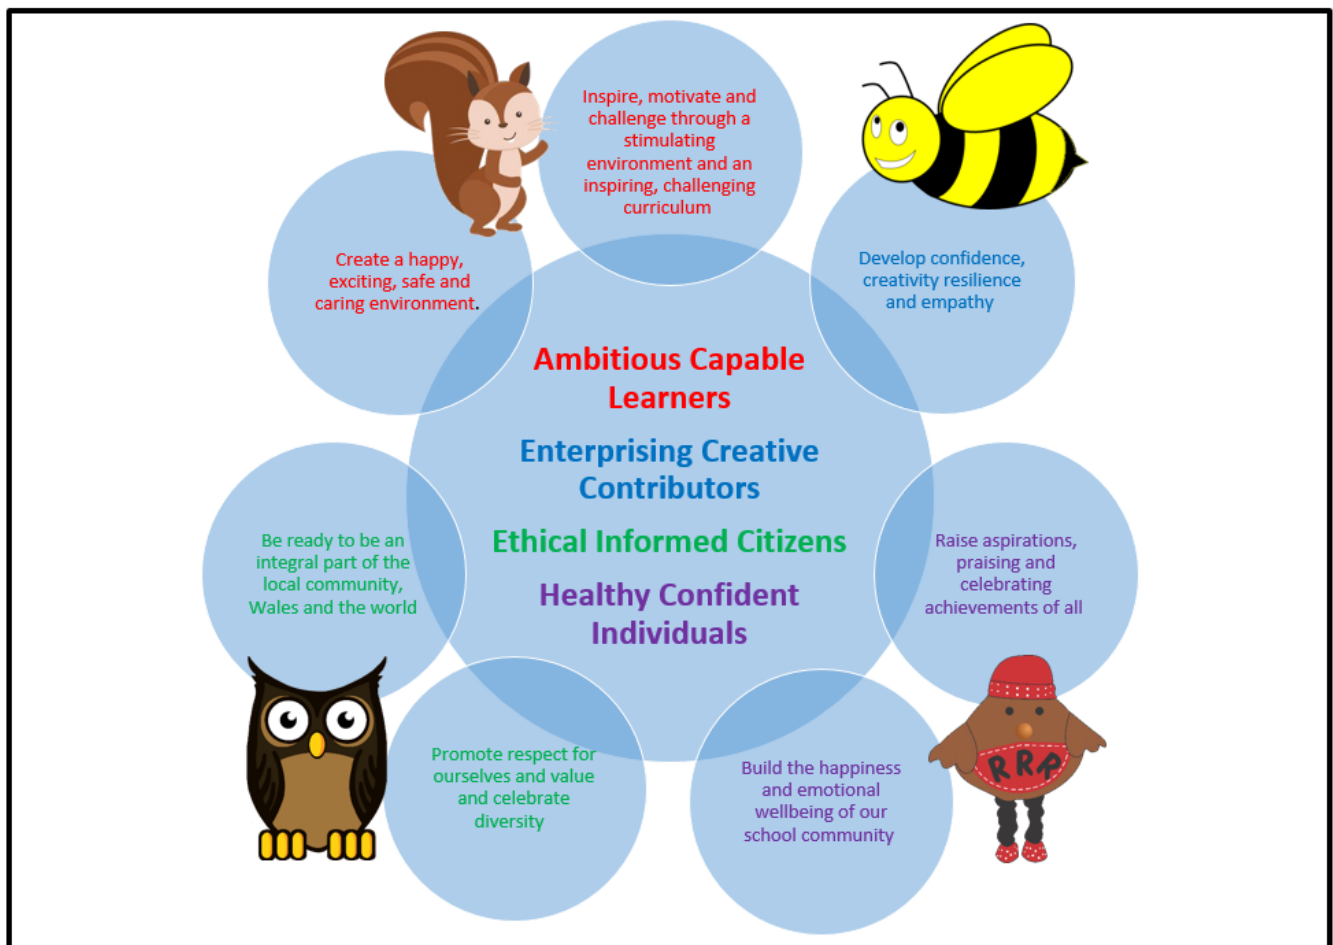 Inspire, motivate and
challenge through a
stimulating
environment and an
inspiring, challenging
curriculum
Create a happy,
exciting, safe and
caring environment.
Develop confidence,
creativity resilience
and empathy
Ambitious Capable
Learners
Enterprising Creative
Contributors
Ethical Informed Citizens
Healthy Confident
Individuals
Be ready to be an
integral part of the
local community,
Wales and the world
Raise aspirations,
praising and
celebrating
achievements of all
Promote respect for
ourselves and value
and celebrate
diversity
Build the happiness
and emotional
wellbeing of our
school community
RRR